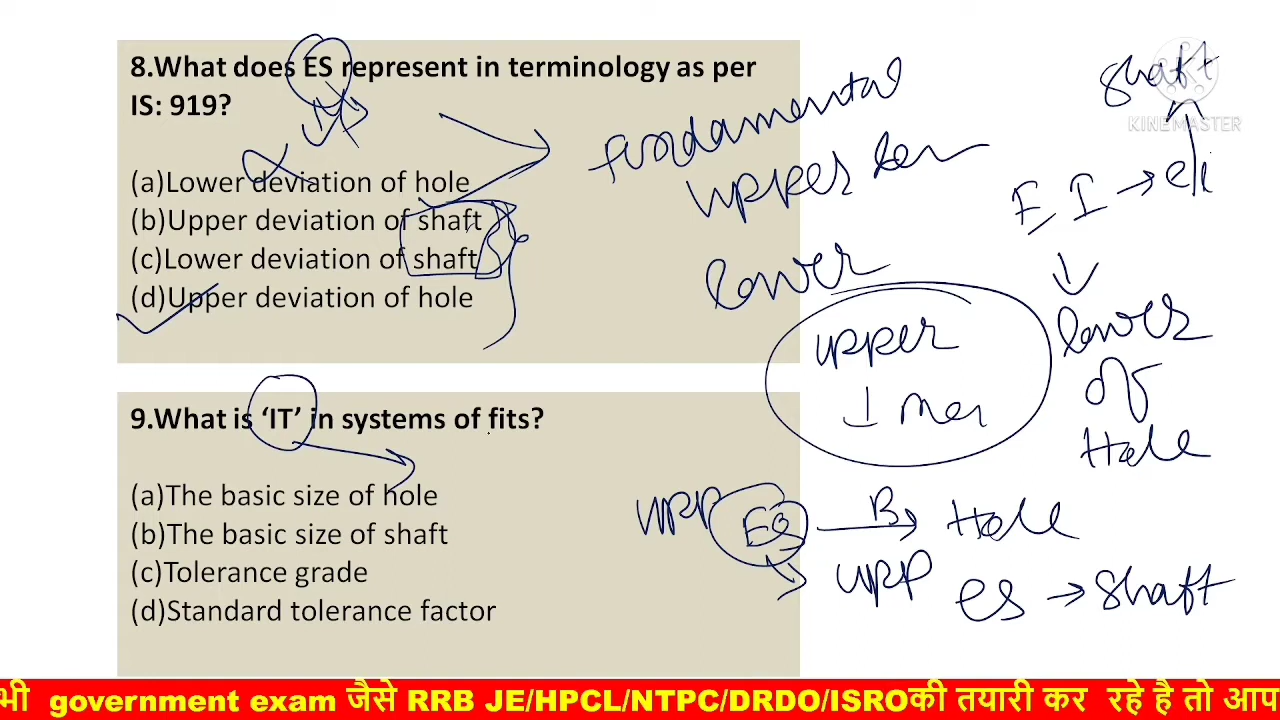 8.What does ES represent in terminology as per
IS: 919?
(a)Lower deviation of hole
(b)Upper deviation of shaft
(c)Lower deviation of shaft
(d)Upper deviation of hole
9.What is ‘IT’ in systems of fits?
(a)The basic size of hole
(b)The basic size of shaft
(c)Tolerance grade
(d)Standard tolerance factor
fundamental
upper
lower
upper
shaft
KINEMASTER
EI → ei
lower
of
Hole
UPP ES → B Hole
UPP es → shaft
भी government exam जैसे RRB JE/HPCL/NTPC/DRDO/ISROकी तयारी कर रहे है तो आप